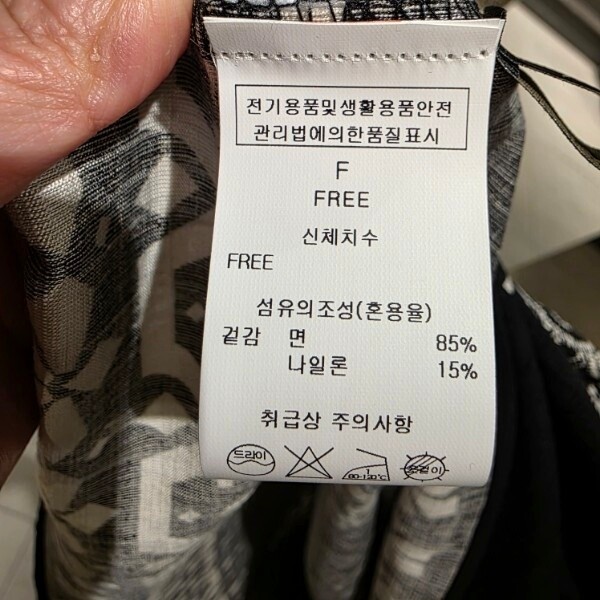 전기용품및생활용품안전
관리법에의한품질표시
F
FREE
신체치수
FREE
섬유의조성(혼용율)
겉감 면 85%
나일론 15%
취급상 주의사항
드라이